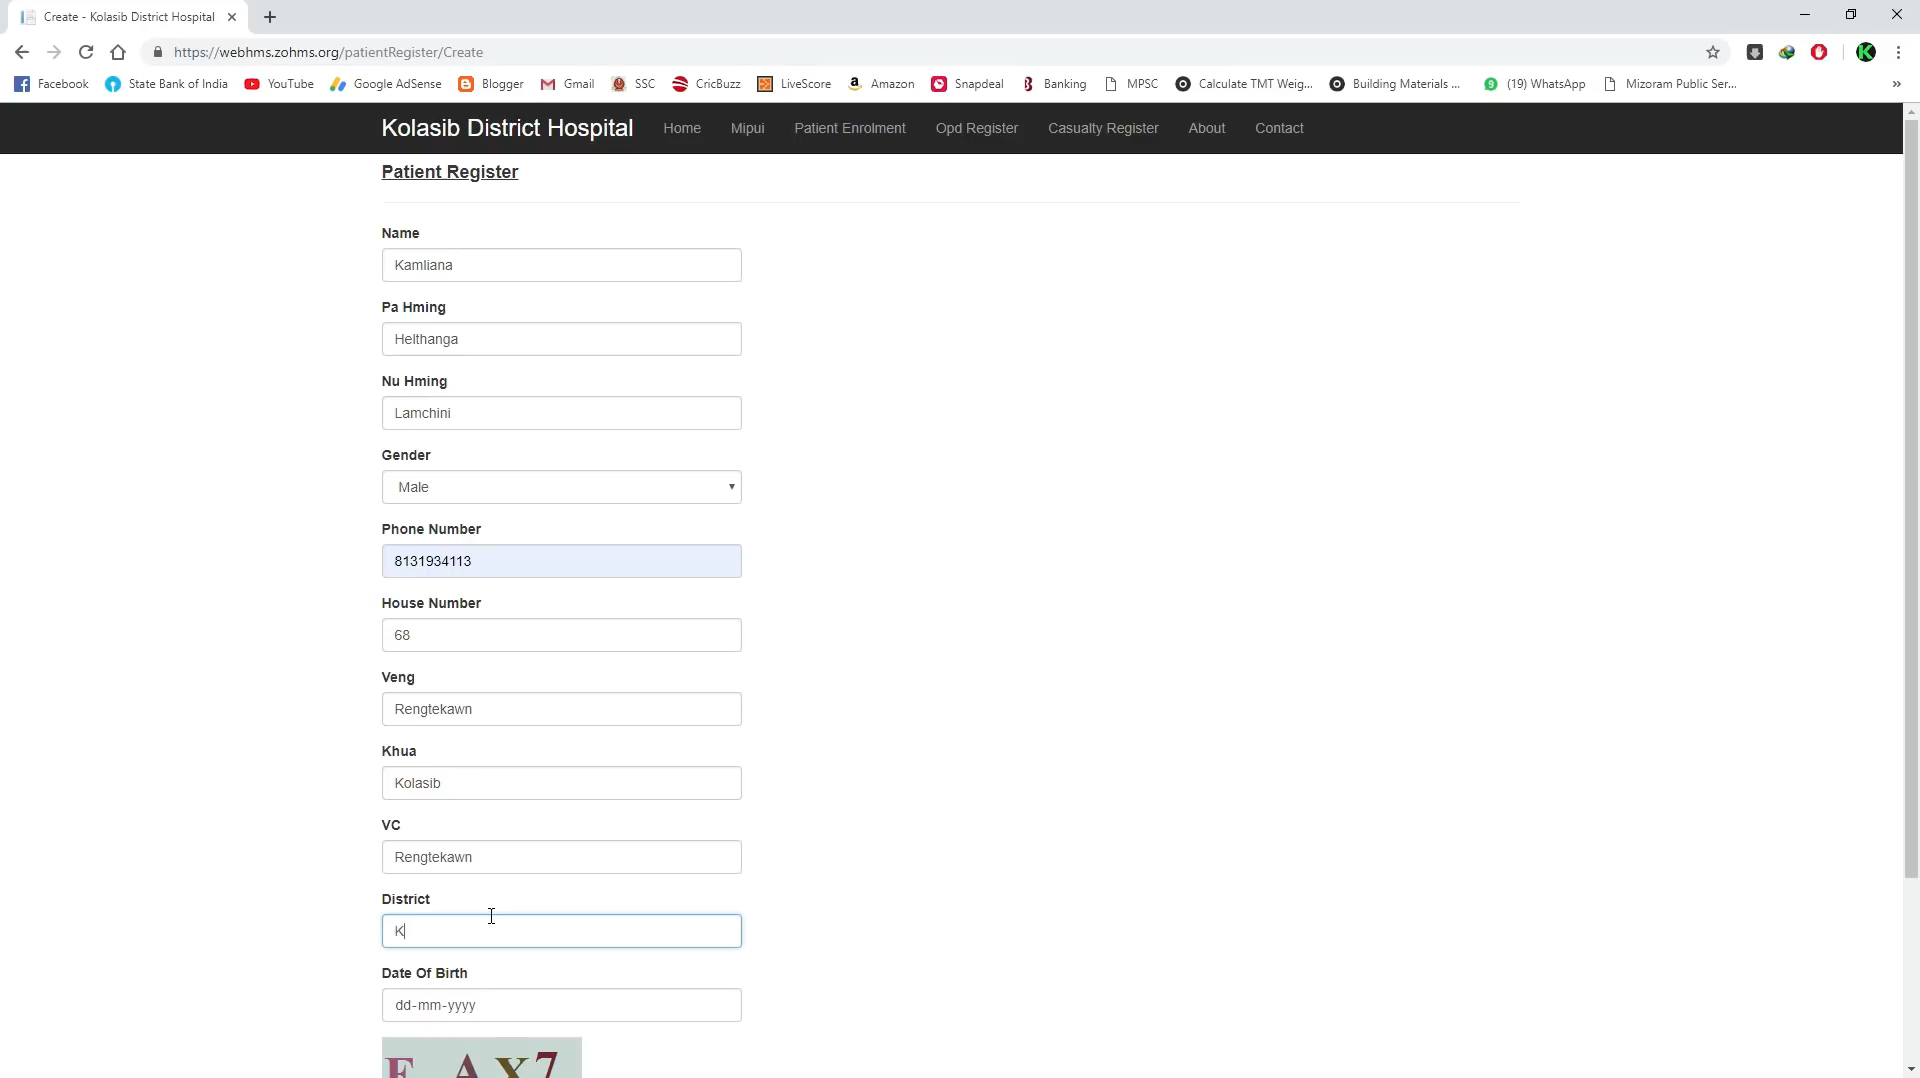 Create - Kolasib District Hospital
https://webhms.zohms.org/patientRegister/Create
Facebook State Bank of India YouTube Google AdSense Blogger Gmail SSC CricBuzz LiveScore Amazon Snapdeal Banking MPSC Calculate TMT Weig... Building Materials ... (19) WhatsApp Mizoram Public Ser... »
Kolasib District Hospital Home Mipui Patient Enrolment Opd Register Casualty Register About Contact
Patient Register
Name
Kamliana
Pa Hming
Helthanga
Nu Hming
Lamchini
Gender
Male
Phone Number
8131934113
House Number
68
Veng
Rengtekawn
Khua
Kolasib
VC
Rengtekawn
District
K
Date Of Birth
dd-mm-yyyy